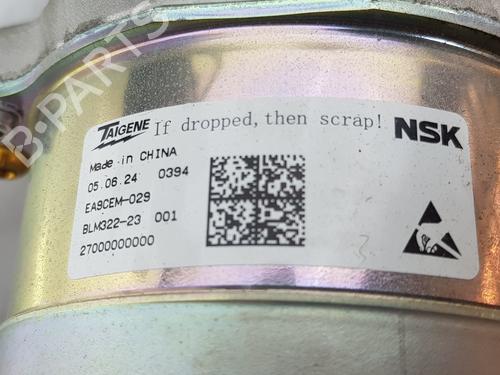 TAIGENE If dropped, then scrap! NSK
Made in CHINA
05.06.24 0394
EA9CEM-029
BLM322-23 001
27000000000
B-PARTS